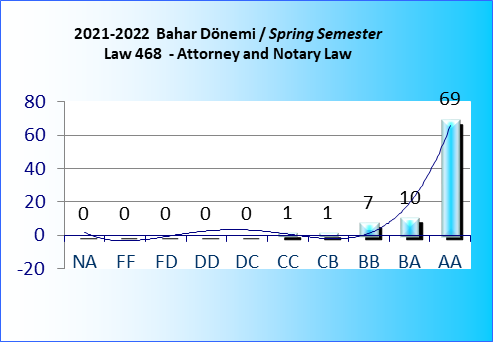 2021-2022 Bahar Dönemi / Spring Semester
Law 468 - Attorney and Notary Law
80
60
40
20
0
-20
0 0 0 0 0 1 1 7 10 69
NA FF FD DD DC CC CB BB BA AA